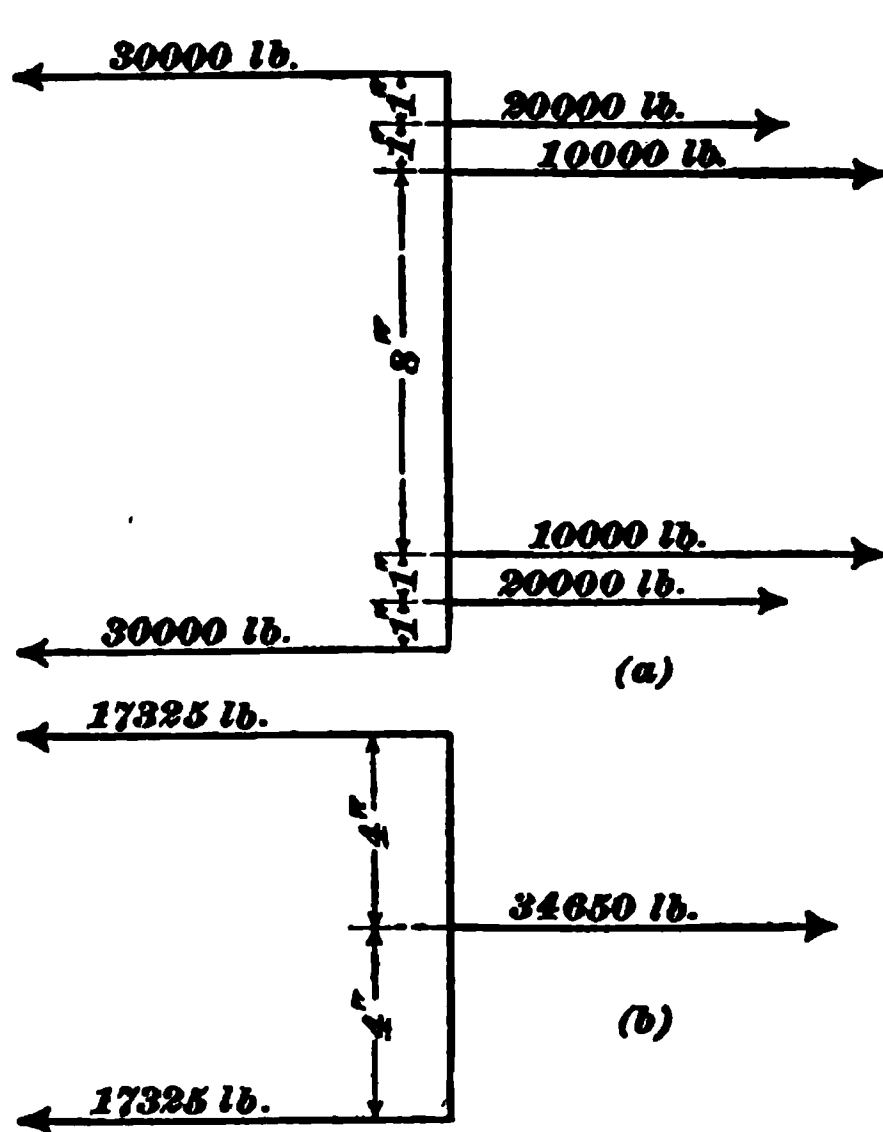 30000 lb.
1"
20000 lb.
1"
10000 lb.
8"
10000 lb.
1"
20000 lb.
1"
30000 lb.
(a)
17325 lb.
4"
34650 lb.
4"
(b)
17325 lb.